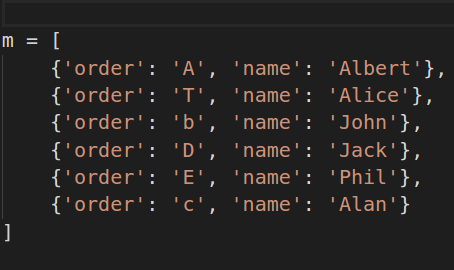 m = [
    {'order': 'A', 'name': 'Albert'},
    {'order': 'T', 'name': 'Alice'},
    {'order': 'b', 'name': 'John'},
    {'order': 'D', 'name': 'Jack'},
    {'order': 'E', 'name': 'Phil'},
    {'order': 'c', 'name': 'Alan'}
]